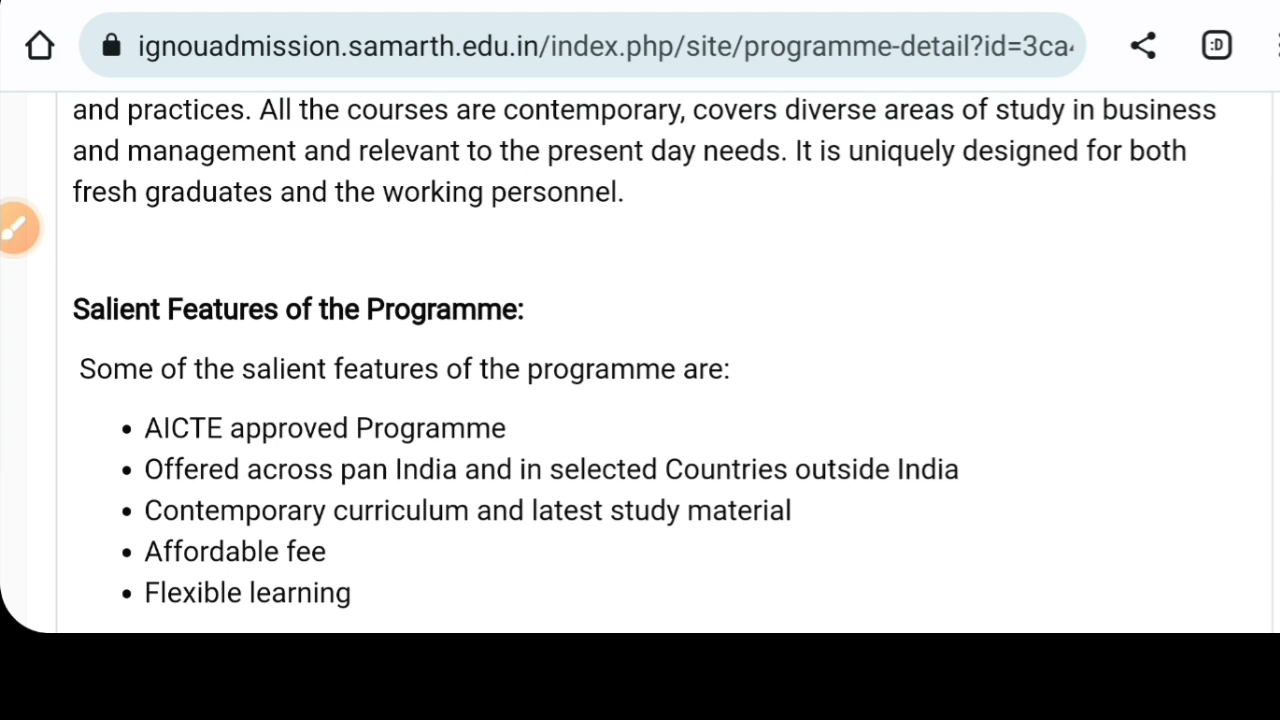 ignouadmission.samarth.edu.in/index.php/site/programme-detail?id=3ca
:D
and practices. All the courses are contemporary, covers diverse areas of study in business
and management and relevant to the present day needs. It is uniquely designed for both
fresh graduates and the working personnel.
Salient Features of the Programme:
Some of the salient features of the programme are:
• AICTE approved Programme
• Offered across pan India and in selected Countries outside India
• Contemporary curriculum and latest study material
• Affordable fee
• Flexible learning